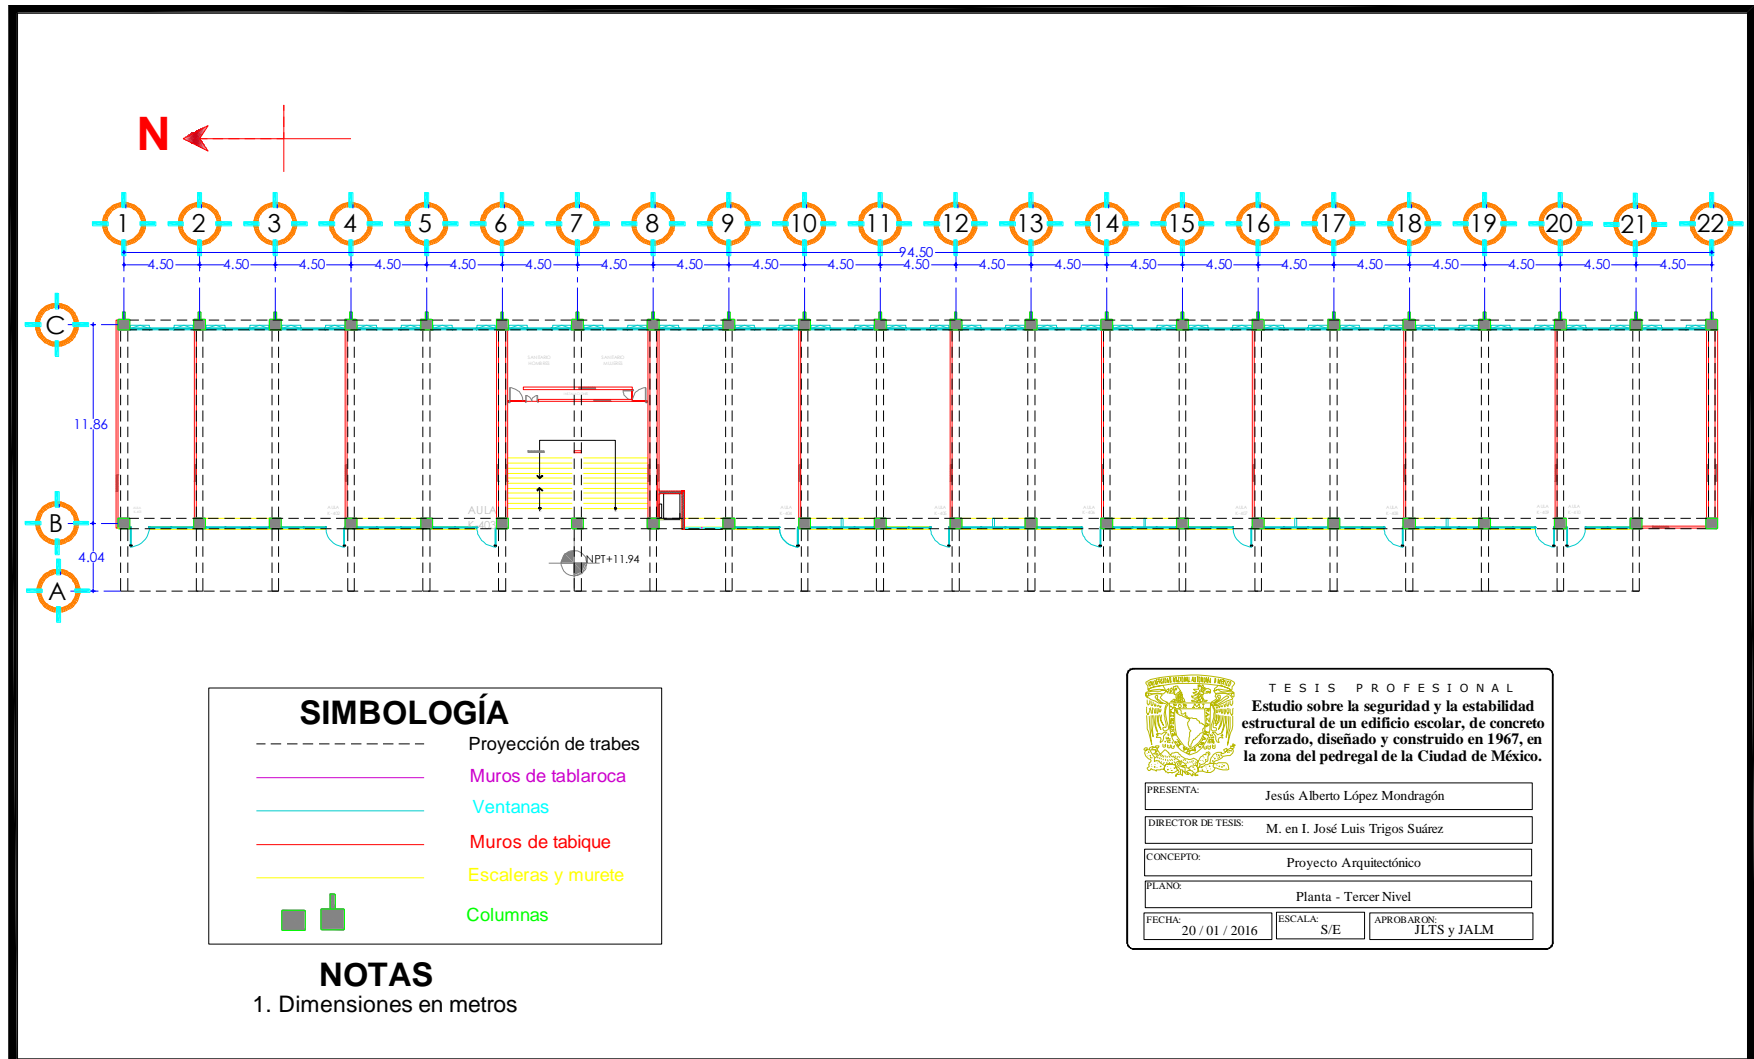 N
1 2 3 4 5 6 7 8 9 10 11 12 13 14 15 16 17 18 19 20 21 22
94.50
4.50 4.50 4.50 4.50 4.50 4.50 4.50 4.50 4.50 4.50 4.50 4.50 4.50 4.50 4.50 4.50 4.50 4.50 4.50 4.50 4.50
C
11.86
B
4.04
A
SANITARIO
HOMBRES
SANITARIO
MUJERES
AULA
K-403
NPT+11.94
SIMBOLOGÍA
Proyección de trabes
Muros de tablaroca
Ventanas
Muros de tabique
Escaleras y murete
Columnas
NOTAS
1. Dimensiones en metros
TESIS PROFESIONAL
Estudio sobre la seguridad y la estabilidad
estructural de un edificio escolar, de concreto
reforzado, diseñado y construido en 1967, en
la zona del pedregal de la Ciudad de México.
PRESENTA: Jesús Alberto López Mondragón
DIRECTOR DE TESIS: M. en I. José Luis Trigos Suárez
CONCEPTO: Proyecto Arquitectónico
PLANO: Planta - Tercer Nivel
FECHA: 20 / 01 / 2016
ESCALA: S/E
APROBARON: JLTS y JALM